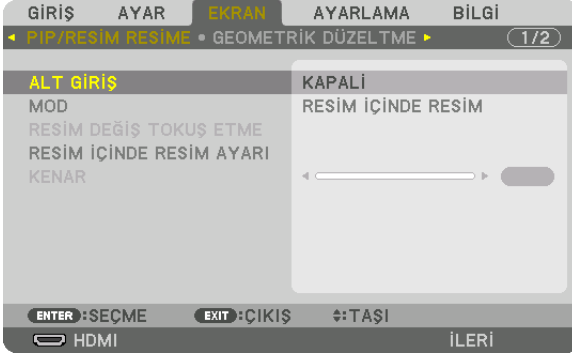 GİRİŞ AYAR EKRAN AYARLAMA BİLGİ
PIP/RESİM RESİME • GEOMETRİK DÜZELTME 1/2
ALT GİRİŞ KAPALİ
MOD RESİM İÇİNDE RESİM
RESİM DEĞİŞ TOKUŞ ETME
RESİM İÇİNDE RESİM AYARI
KENAR
ENTER :SEÇME EXIT :ÇIKIŞ :TAŞI
HDMI İLERİ